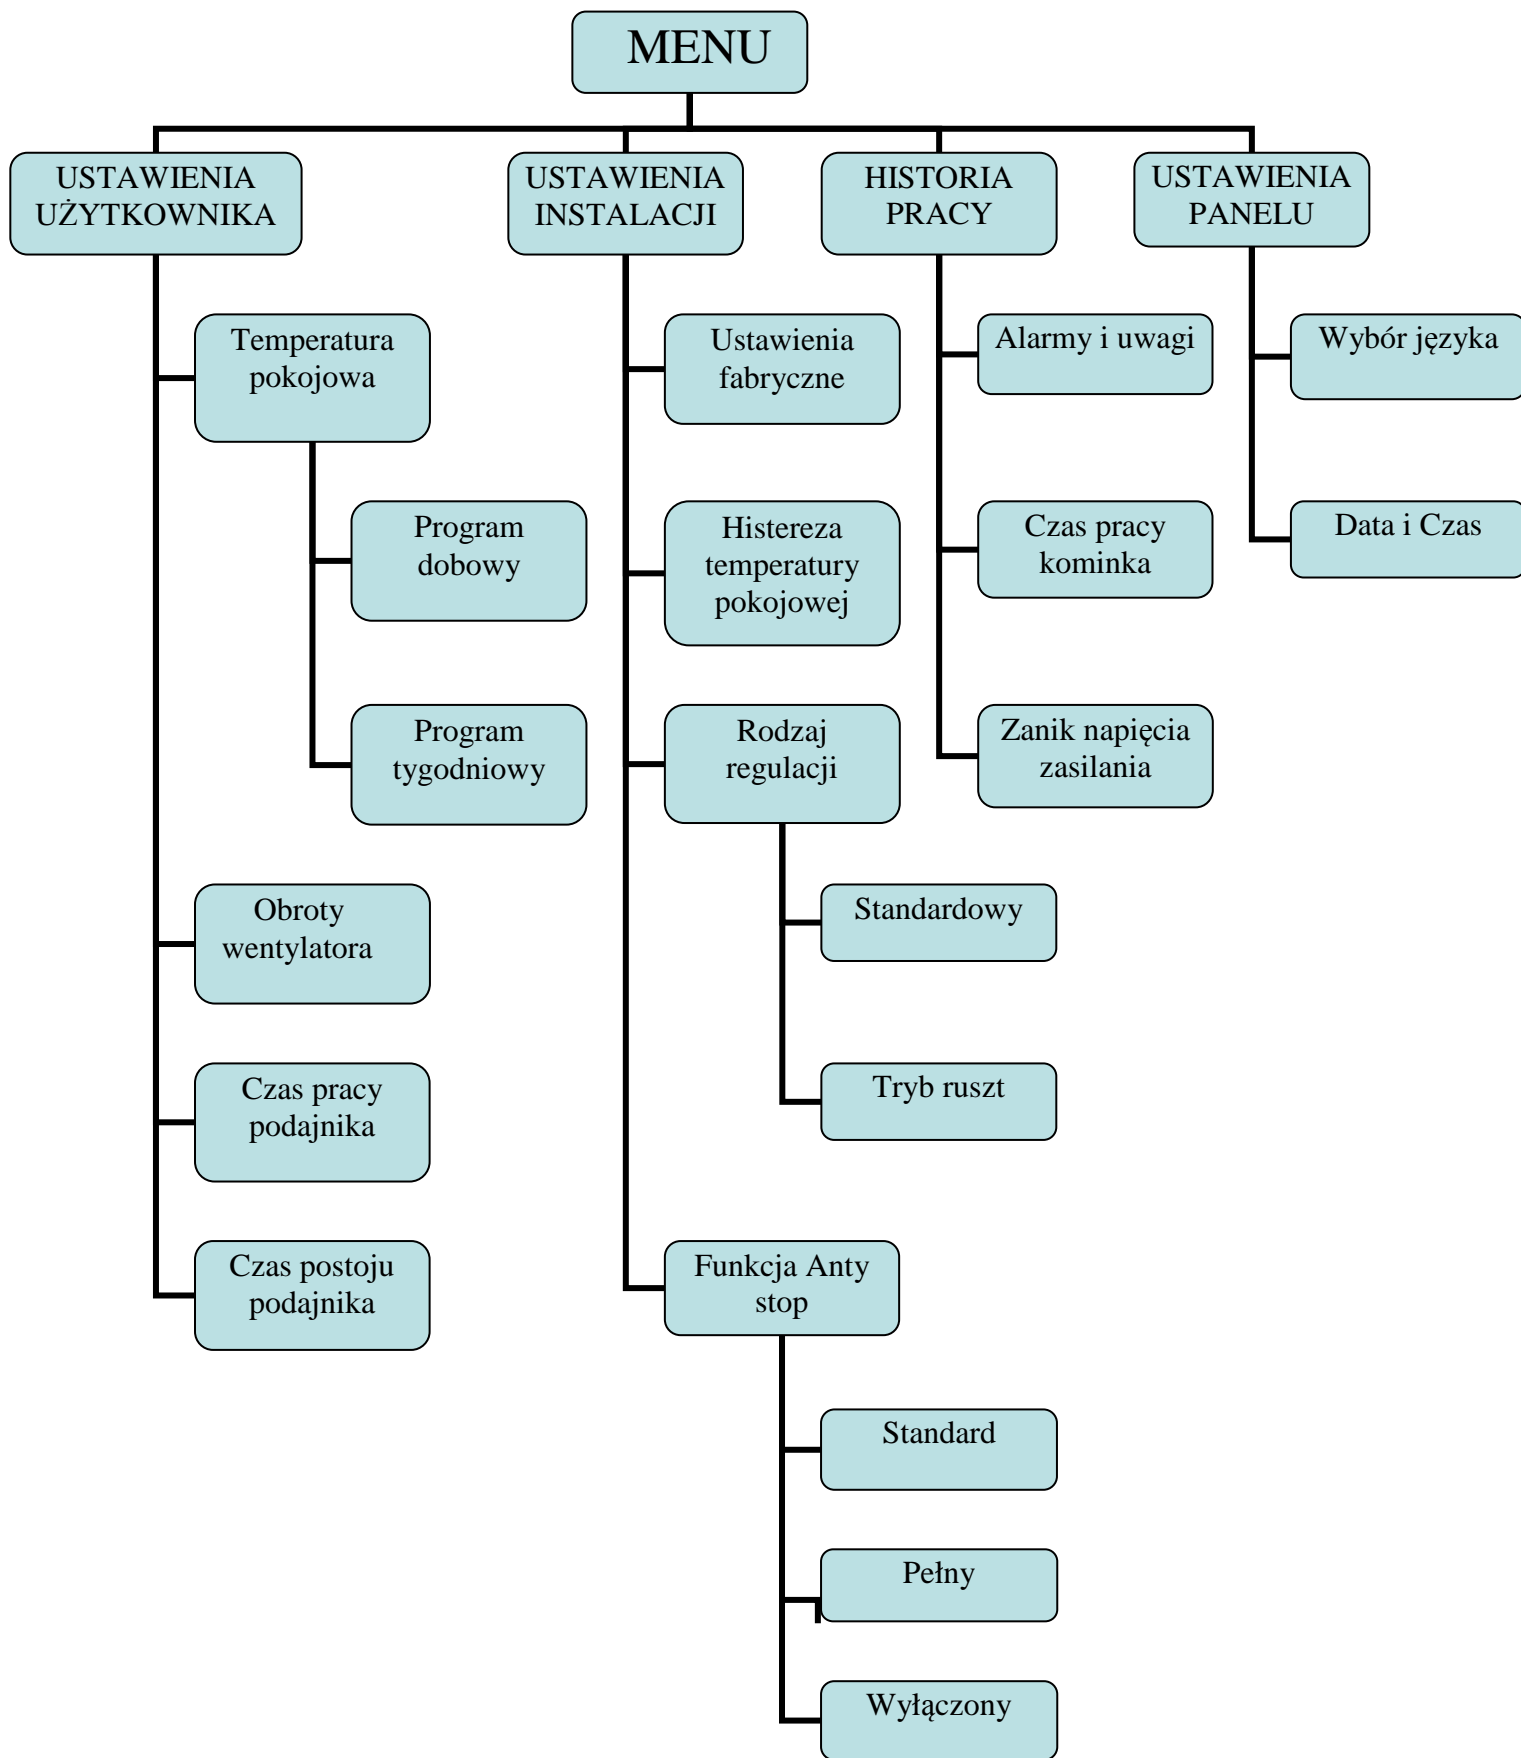 MENU
USTAWIENIA
UŻYTKOWNIKA
USTAWIENIA
INSTALACJI
HISTORIA
PRACY
USTAWIENIA
PANELU
Temperatura
pokojowa
Program
dobowy
Program
tygodniowy
Obroty
wentylatora
Czas pracy
podajnika
Czas postoju
podajnika
Ustawienia
fabryczne
Histereza
temperatury
pokojowej
Rodzaj
regulacji
Standardowy
Tryb ruszt
Funkcja Anty
stop
Standard
Pełny
Wyłączony
Alarmy i uwagi
Czas pracy
kominka
Zanik napięcia
zasilania
Wybór języka
Data i Czas